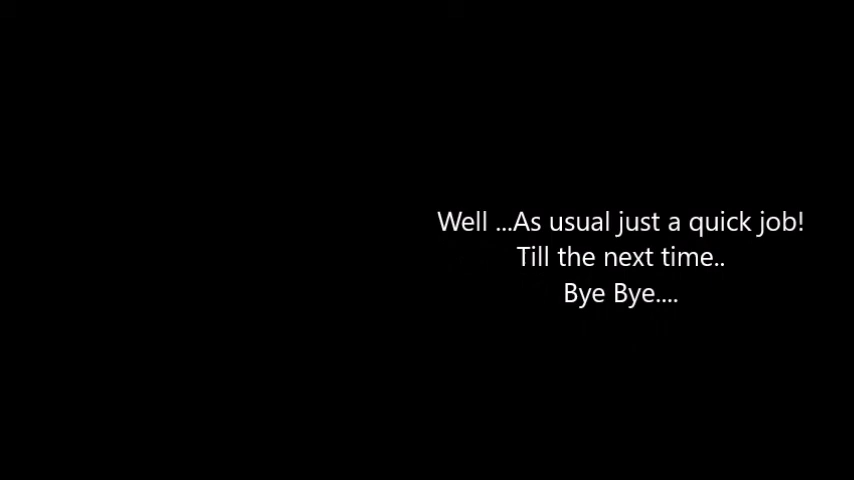 Well ...As usual just a quick job!
Till the next time..
Bye Bye....